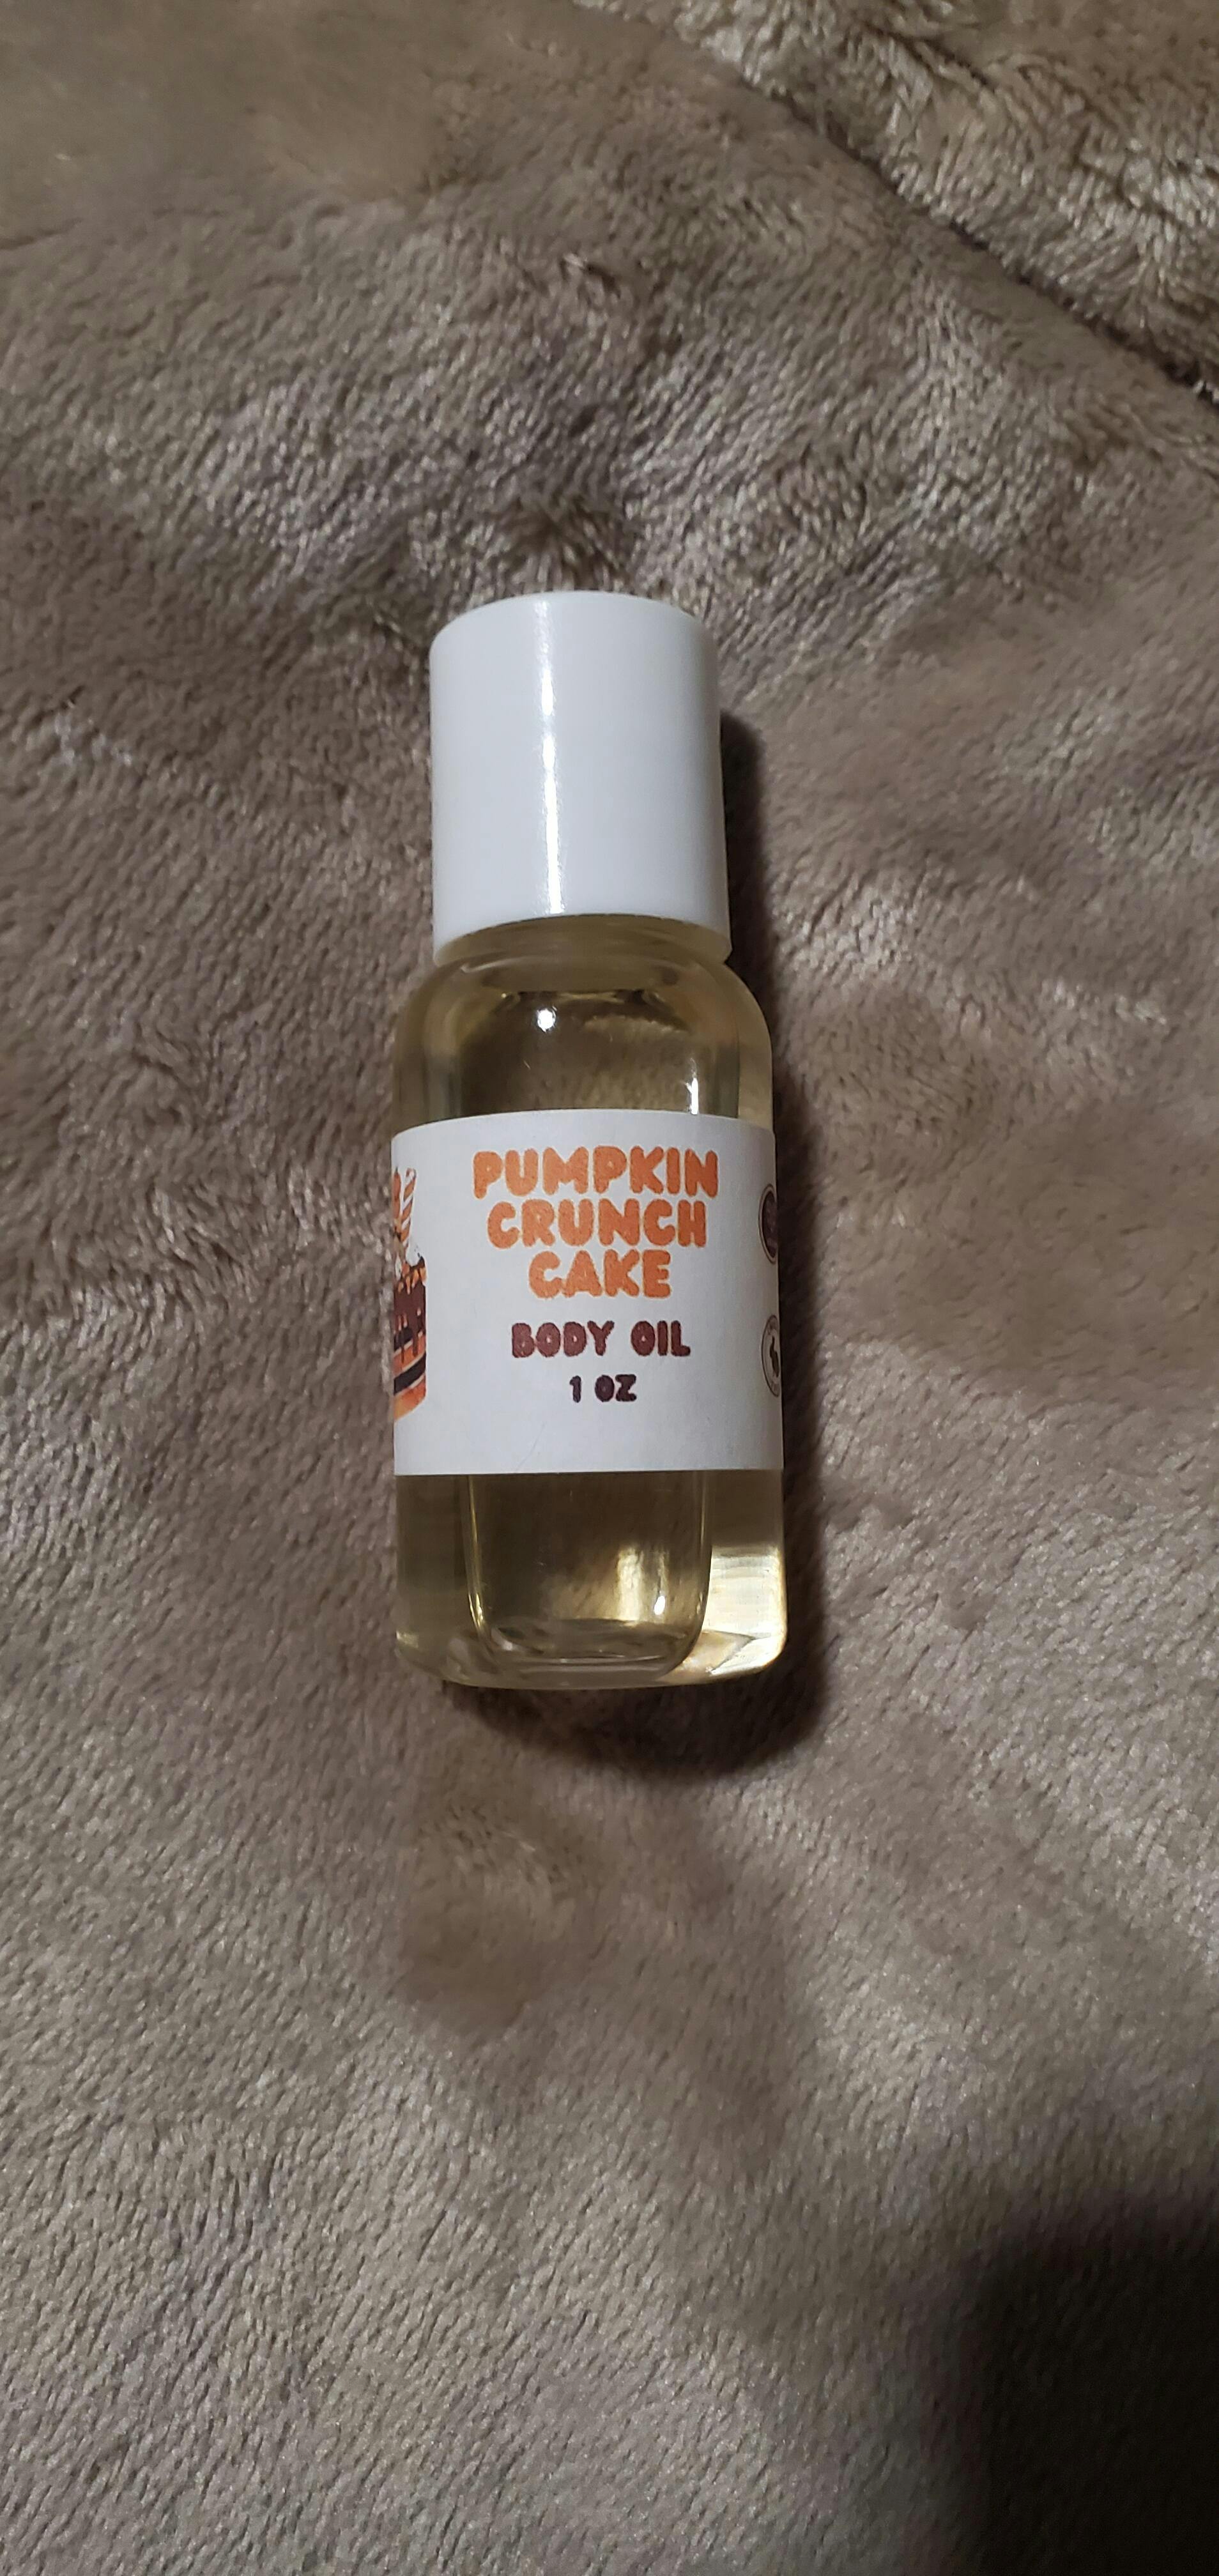 PUMPKIN
CRUNCH
CAKE
BODY OIL
1 OZ